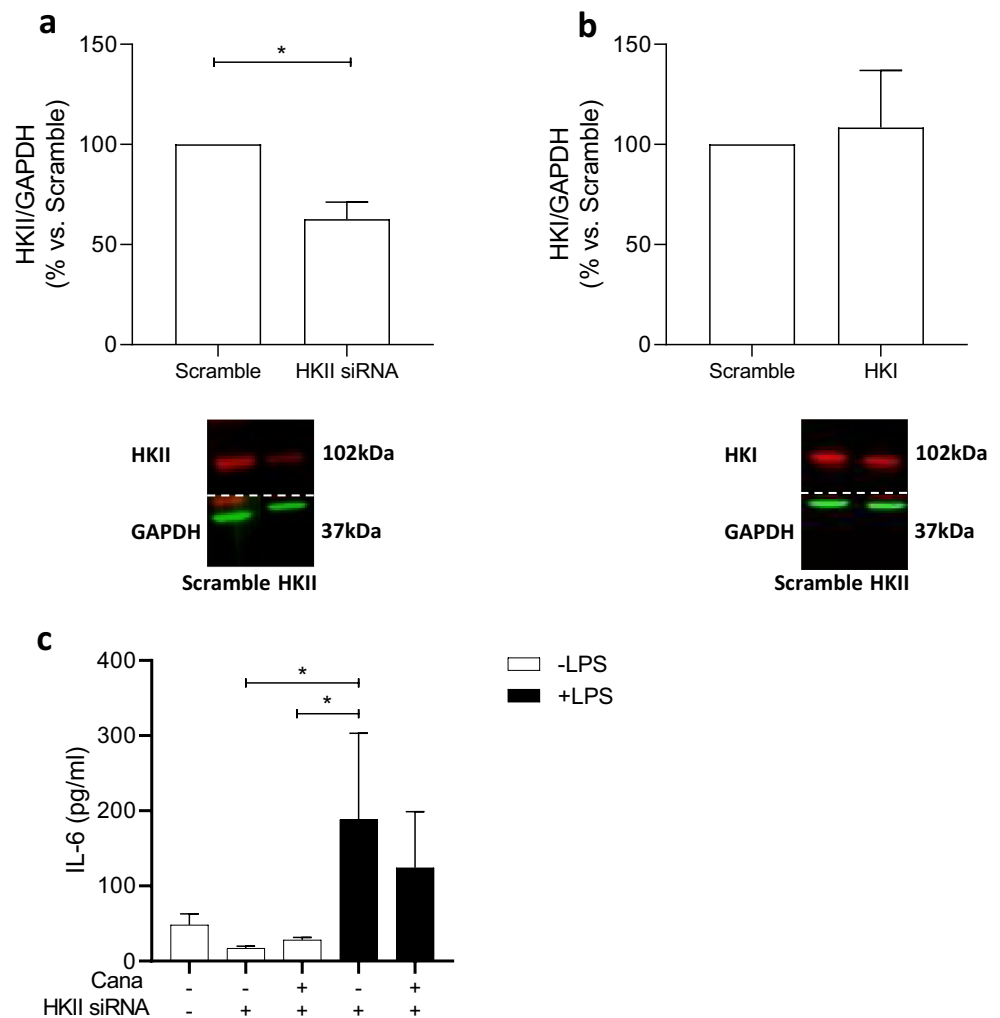 a
150
100
50
0
HKII/GAPDH
(% vs. Scramble)
*
Scramble HKII siRNA
HKII 102kDa
GAPDH 37kDa
Scramble HKII
b
150
100
50
0
HKI/GAPDH
(% vs. Scramble)
Scramble HKI
HKI 102kDa
GAPDH 37kDa
Scramble HKII
c
400
300
200
100
0
IL-6 (pg/ml)
*
*
-LPS
+LPS
Cana - - + - +
HKII siRNA - + + + +